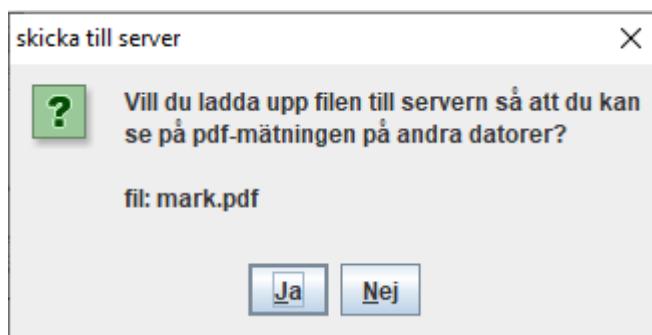 skicka till server
Vill du ladda upp filen till servern så att du kan
se på pdf-mätningen på andra datorer?
fil: mark.pdf
Ja
Nej